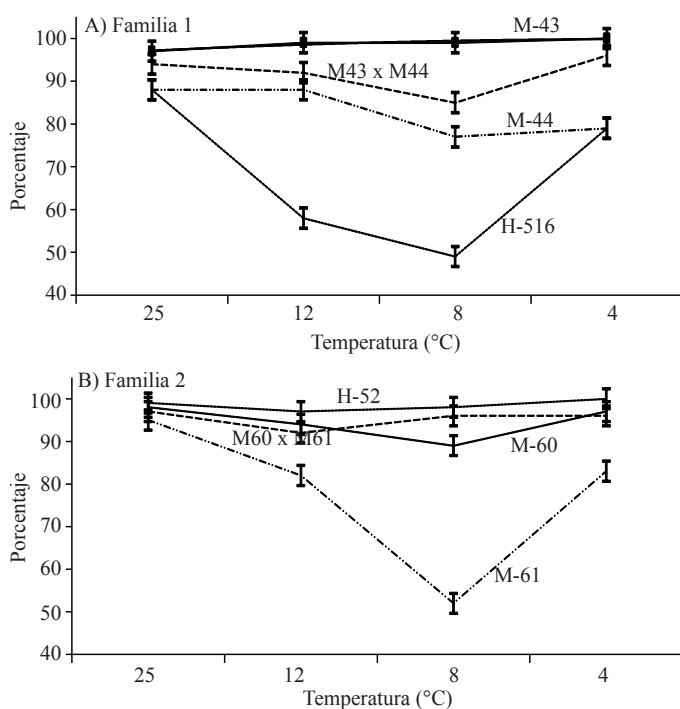 A) Familia 1
M-43
M43 x M44
M-44
H-516
Porcentaje
100
90
80
70
60
50
40
25
12
8
4
Temperatura (°C)
B) Familia 2
H-52
M60 x M61
M-60
M-61
Porcentaje
100
90
80
70
60
50
40
25
12
8
4
Temperatura (°C)